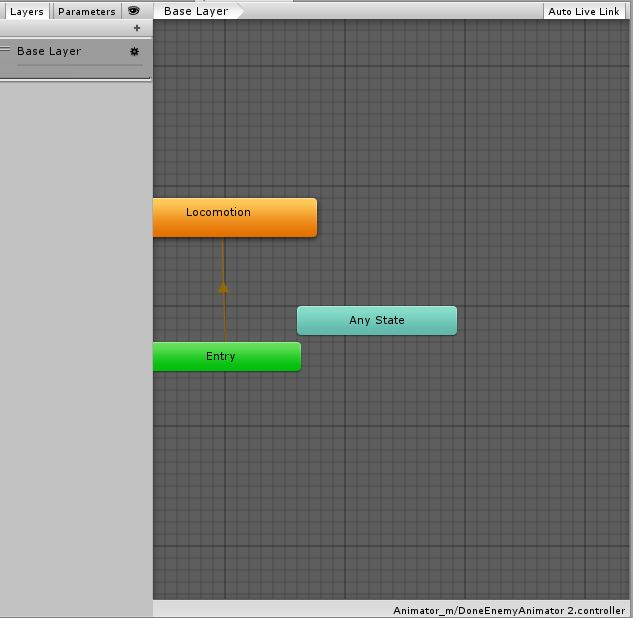 Layers Parameters Base Layer Auto Live Link
+
Base Layer
Locomotion
Any State
Entry
Animator_m/DoneEnemyAnimator 2.controller